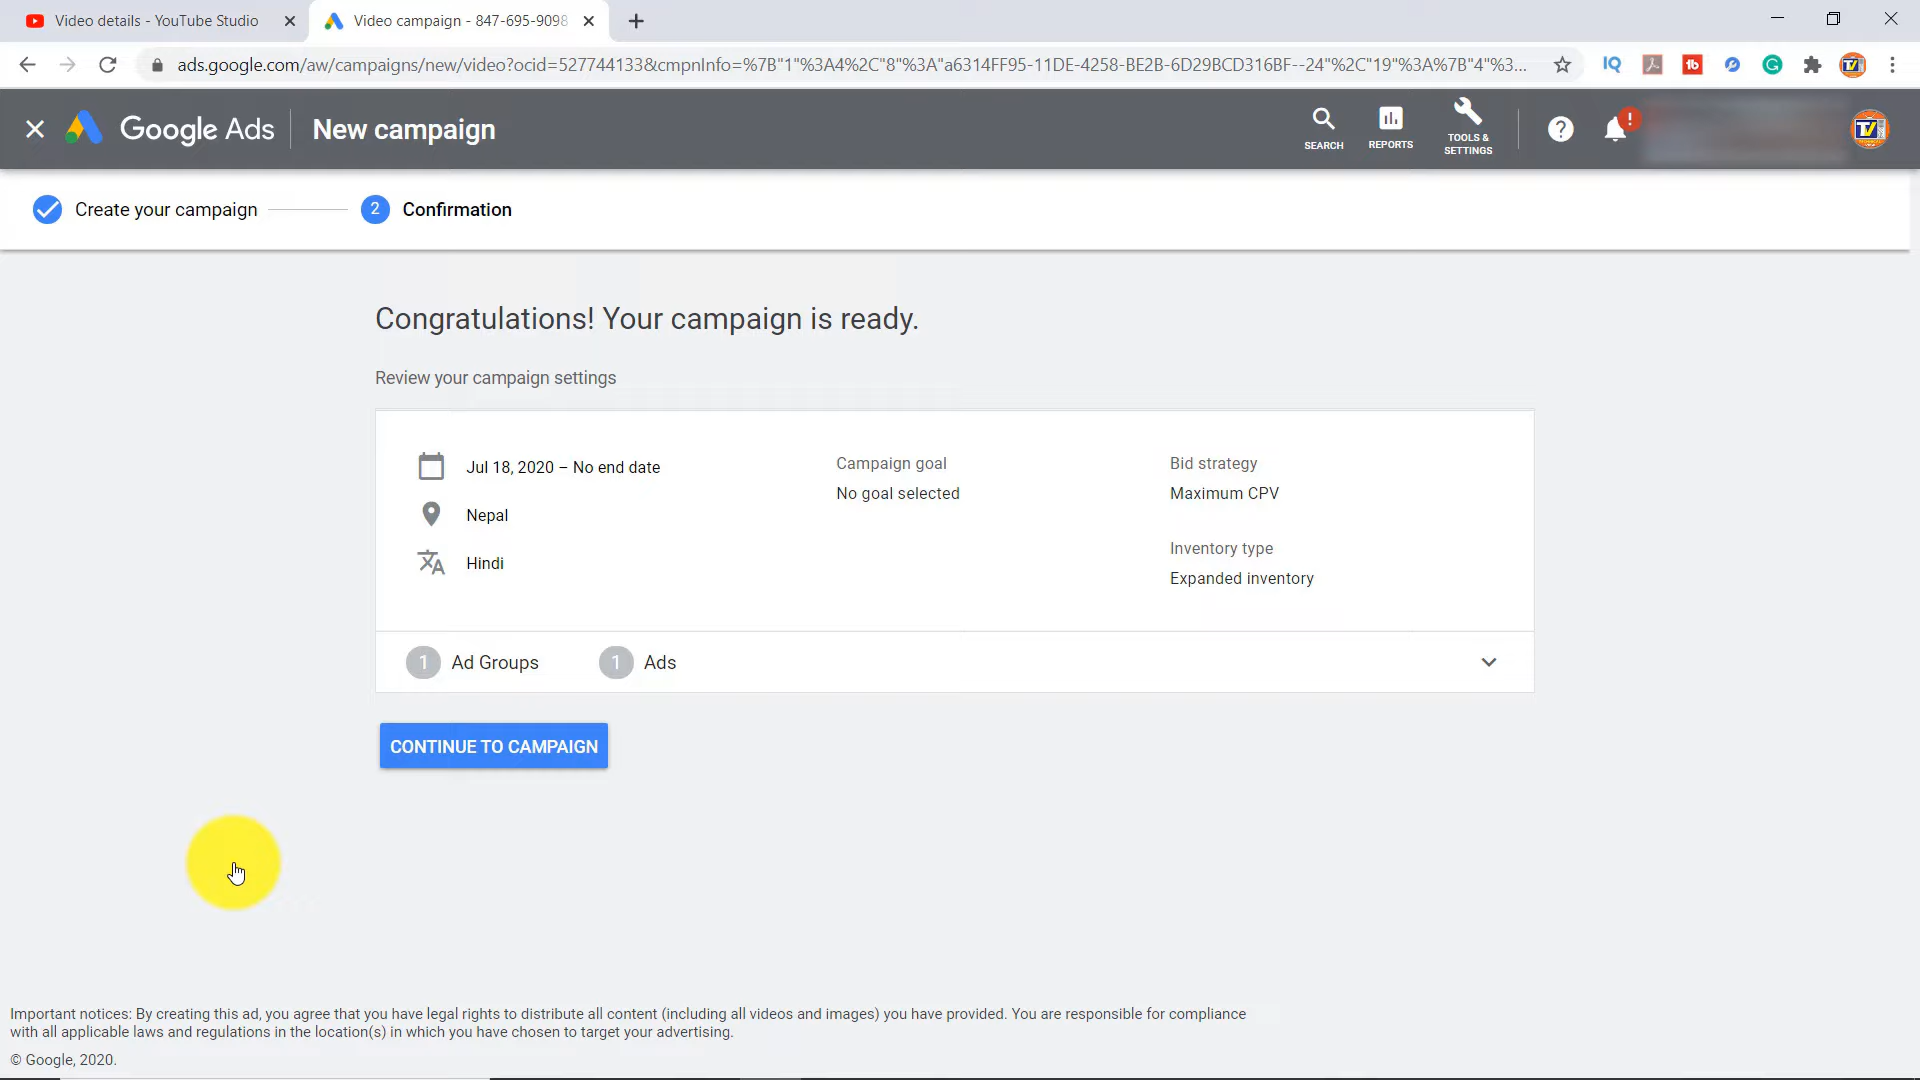 Video details - YouTube Studio
Video campaign - 847-695-9098
ads.google.com/aw/campaigns/new/video?ocid=527744133&cmpnInfo=%7B"1"%3A4%2C"8"%3A"a6314FF95-11DE-4258-BE2B-6D29BCD316BF--24"%2C"19"%3A%7B"4"%3...
IQ
tb
TV
Google Ads
New campaign
SEARCH
REPORTS
TOOLS & SETTINGS
?
!
TV
Create your campaign
2 Confirmation
Congratulations! Your campaign is ready.
Review your campaign settings
Jul 18, 2020 – No end date
Nepal
Hindi
Campaign goal
No goal selected
Bid strategy
Maximum CPV
Inventory type
Expanded inventory
1 Ad Groups
1 Ads
CONTINUE TO CAMPAIGN
Important notices: By creating this ad, you agree that you have legal rights to distribute all content (including all videos and images) you have provided. You are responsible for compliance
with all applicable laws and regulations in the location(s) in which you have chosen to target your advertising.
© Google, 2020.